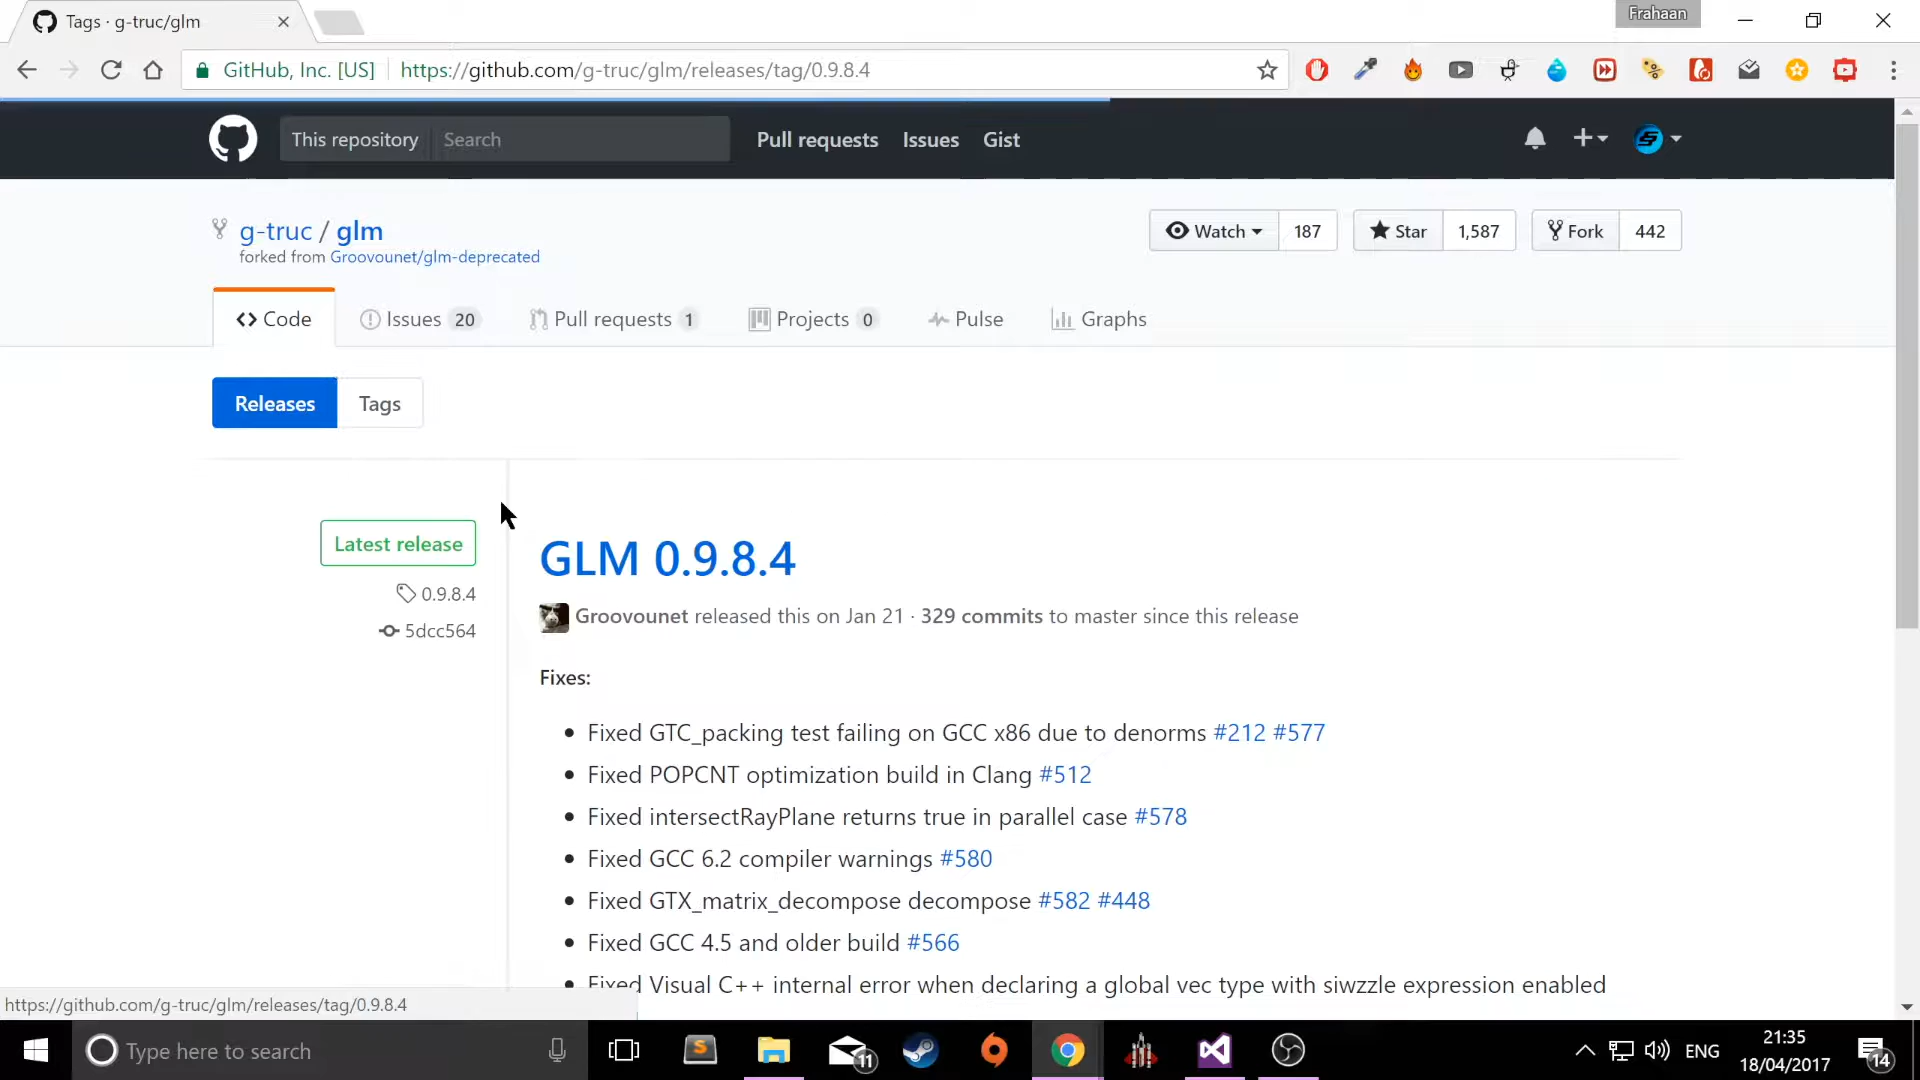 Tags · g-truc/glm
Frahaan
GitHub, Inc. [US] https://github.com/g-truc/glm/releases/tag/0.9.8.4
This repository Search Pull requests Issues Gist
g-truc / glm
forked from Groovounet/glm-deprecated
Watch 187 Star 1,587 Fork 442
Code Issues 20 Pull requests 1 Projects 0 Pulse Graphs
Releases Tags
Latest release
0.9.8.4
5dcc564
GLM 0.9.8.4
Groovounet released this on Jan 21 · 329 commits to master since this release
Fixes:
• Fixed GTC_packing test failing on GCC x86 due to denorms #212 #577
• Fixed POPCNT optimization build in Clang #512
• Fixed intersectRayPlane returns true in parallel case #578
• Fixed GCC 6.2 compiler warnings #580
• Fixed GTX_matrix_decompose decompose #582 #448
• Fixed GCC 4.5 and older build #566
• Fixed Visual C++ internal error when declaring a global vec type with siwzzle expression enabled
https://github.com/g-truc/glm/releases/tag/0.9.8.4
Type here to search
S
11
ENG
21:35
18/04/2017
14